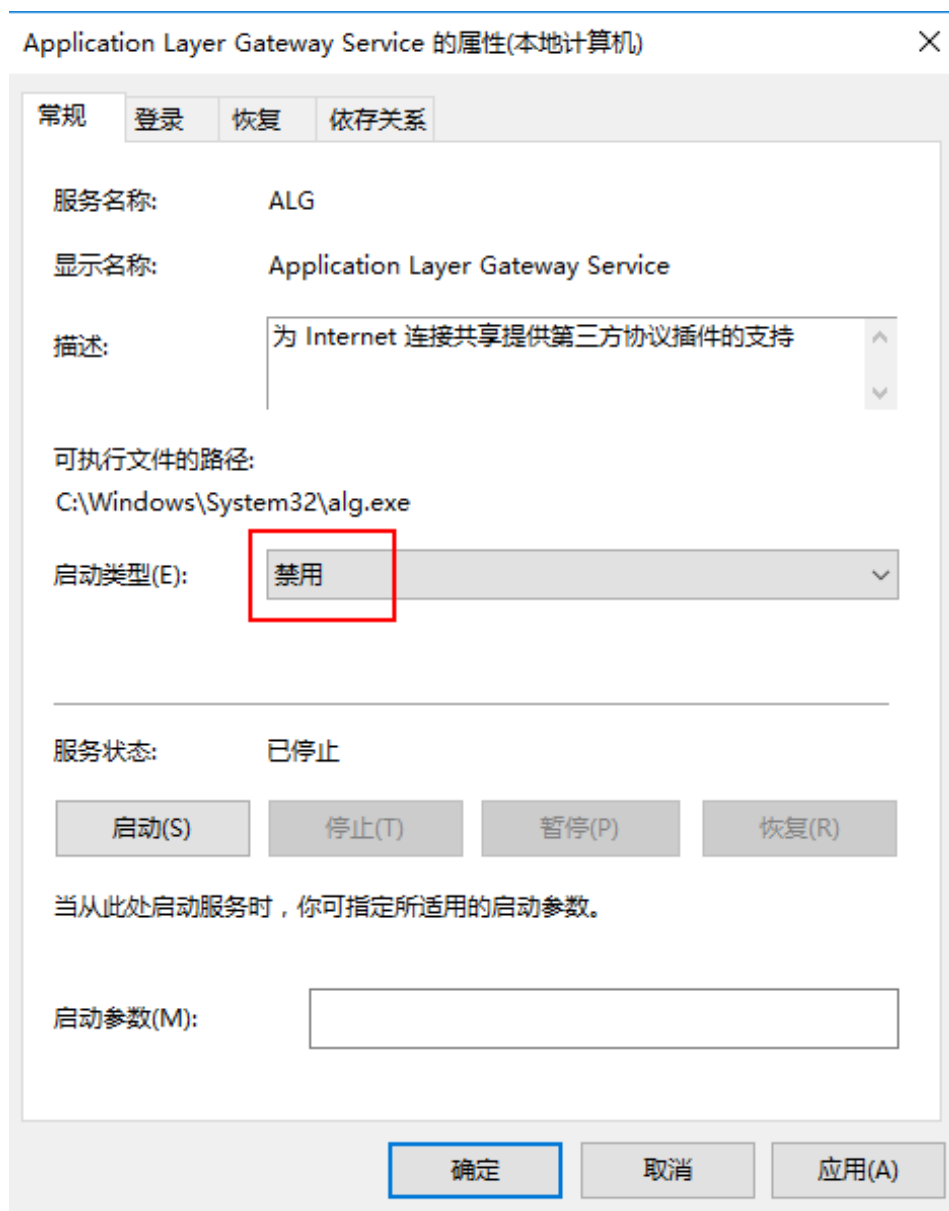 Application Layer Gateway Service 的属性(本地计算机)
常规 登录 恢复 依存关系
服务名称: ALG
显示名称: Application Layer Gateway Service
描述: 为 Internet 连接共享提供第三方协议插件的支持
可执行文件的路径:
C:\Windows\System32\alg.exe
启动类型(E): 禁用
服务状态: 已停止
启动(S) 停止(T) 暂停(P) 恢复(R)
当从此处启动服务时，你可指定所适用的启动参数。
启动参数(M):
确定 取消 应用(A)